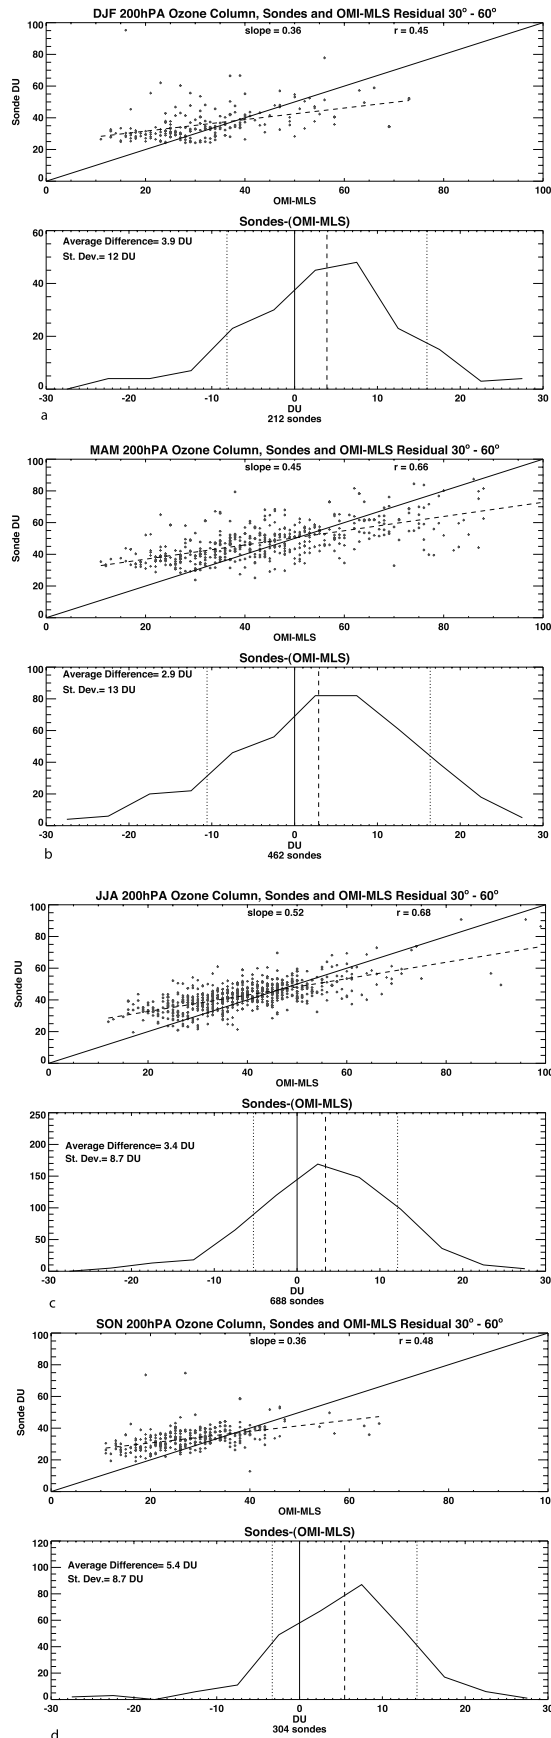 DJF 200hPA Ozone Column, Sondes and OMI-MLS Residual 30° - 60°
slope = 0.36 r = 0.45
100
80
60
40
20
0
Sonde DU
0 20 40 60 80 100
OMI-MLS
Sondes-(OMI-MLS)
60
40
20
0
Average Difference= 3.9 DU
St. Dev.= 12 DU
-30 -20 -10 0 10 20 30
DU
212 sondes
a
MAM 200hPA Ozone Column, Sondes and OMI-MLS Residual 30° - 60°
slope = 0.45 r = 0.66
100
80
60
40
20
0
Sonde DU
0 20 40 60 80 100
OMI-MLS
Sondes-(OMI-MLS)
100
80
60
40
20
0
Average Difference= 2.9 DU
St. Dev.= 13 DU
-30 -20 -10 0 10 20 30
DU
462 sondes
b
JJA 200hPA Ozone Column, Sondes and OMI-MLS Residual 30° - 60°
slope = 0.52 r = 0.68
100
80
60
40
20
0
Sonde DU
0 20 40 60 80 100
OMI-MLS
Sondes-(OMI-MLS)
250
200
150
100
50
0
Average Difference= 3.4 DU
St. Dev.= 8.7 DU
-30 -20 -10 0 10 20 30
DU
688 sondes
c
SON 200hPA Ozone Column, Sondes and OMI-MLS Residual 30° - 60°
slope = 0.36 r = 0.48
100
80
60
40
20
0
Sonde DU
0 20 40 60 80 100
OMI-MLS
Sondes-(OMI-MLS)
120
100
80
60
40
20
0
Average Difference= 5.4 DU
St. Dev.= 8.7 DU
-30 -20 -10 0 10 20 30
DU
304 sondes
d